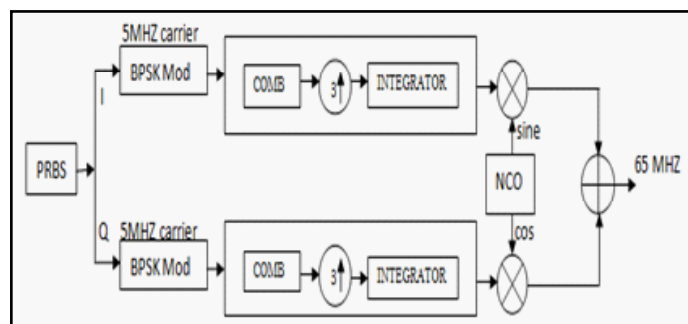 5MHZ carrier
BPSK Mod
I
COMB
3
INTEGRATOR
sine
PRBS
NCO
65 MHZ
Q
5MHZ carrier
BPSK Mod
cos
COMB
3
INTEGRATOR